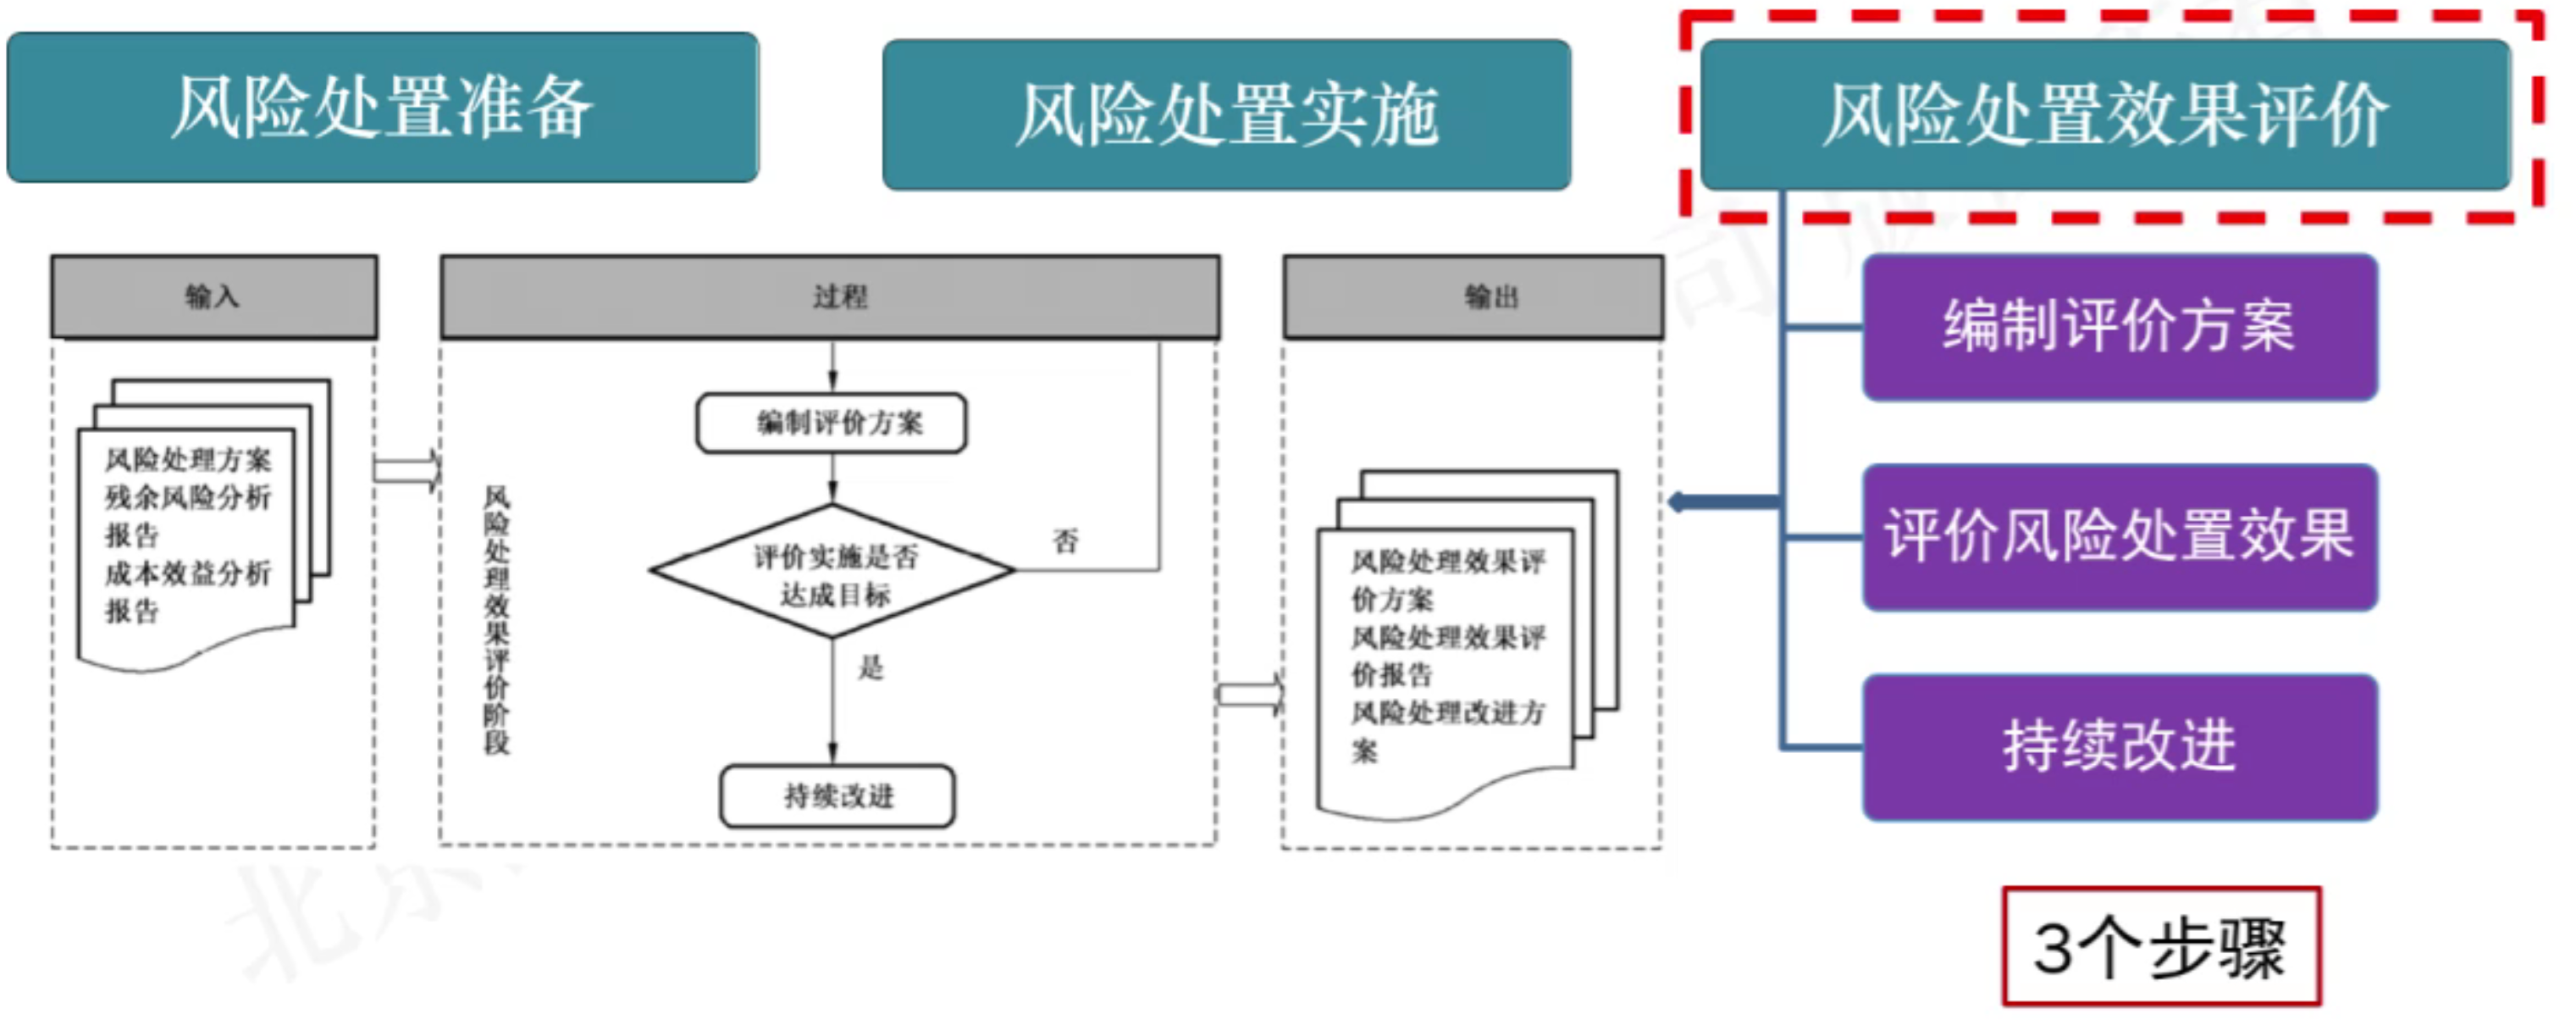 风险处置准备
风险处置实施
风险处置效果评价
输入
过程
输出
风险处理方案
残余风险分析
报告
成本效益分析
报告
风险处理效果评价阶段
编制评价方案
评价实施是否
达成目标
否
是
持续改进
风险处理效果评
价方案
风险处理效果评
价报告
风险处理改进方
案
编制评价方案
评价风险处置效果
持续改进
3个步骤
北京
司